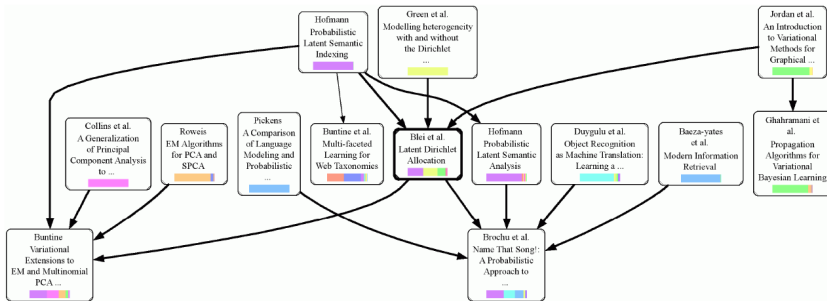 Hofmann
Probabilistic
Latent Semantic
Indexing
Green et al.
Modelling heterogeneity
with and without
the Dirichlet
...
Jordan et al.
An Introduction
to Variational
Methods for
Graphical ...
Collins et al.
A Generalization
of Principal
Component Analysis
to ...
Roweis
EM Algorithms
for PCA and
SPCA
Pickens
A Comparison
of Language
Modeling and
Probabilistic
...
Buntine et al.
Multi-faceted
Learning for
Web Taxonomies
Blei et al.
Latent Dirichlet
Allocation
Hofmann
Probabilistic
Latent Semantic
Analysis
Duygulu et al.
Object Recognition
as Machine Translation:
Learning a ...
Baeza-yates
et al.
Modern Information
Retrieval
Ghahramani et
al.
Propagation
Algorithms for
Variational
Bayesian Learning
Buntine
Variational
Extensions to
EM and Multinomial
PCA ...
Brochu et al.
Name That Song!:
A Probabilistic
Approach to
...